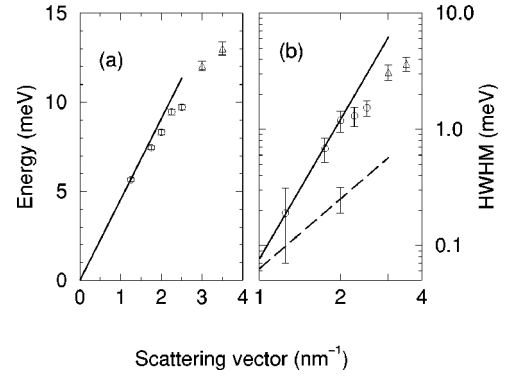 15
10
5
0
Energy (meV)
(a)
0 1 2 3 4
(b)
1 2 4
10.0
1.0
0.1
HWHM (meV)
Scattering vector (nm⁻¹)